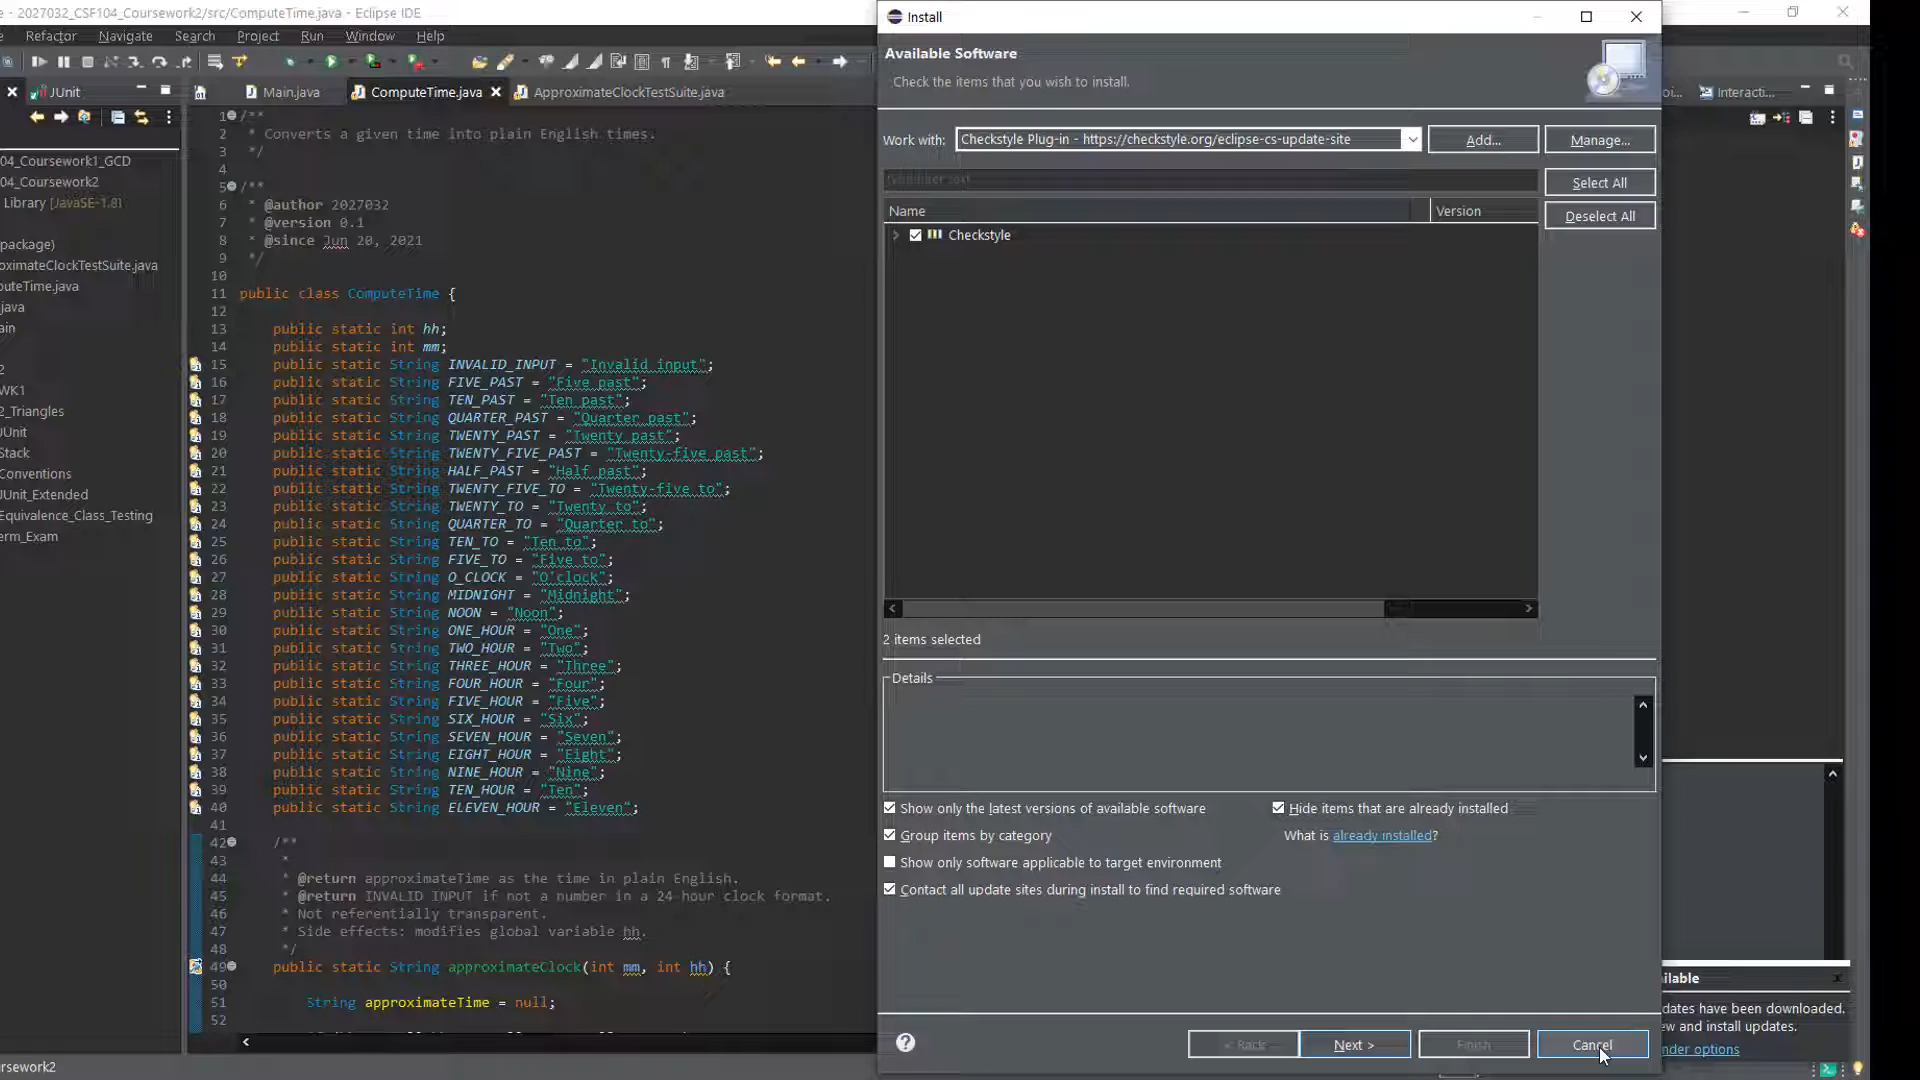 - 2027032_CSF104_Coursework2/src/ComputeTime.java - Eclipse IDE
Refactor Navigate Search Project Run Window Help
JUnit
Main.java
ComputeTime.java
ApproximateClockTestSuite.java
04_Coursework1_GCD
04_Coursework2
Library [JavaSE-1.8]
package)
oximateClockTestSuite.java
outeTime.java
java
ain
2
WK1
2_Triangles
JUnit
Stack
Conventions
JUnit_Extended
Equivalence_Class_Testing
erm_Exam
rsework2
1 /**
2 * Converts a given time into plain English times.
3 */
4
5 /**
6 * @author 2027032
7 * @version 0.1
8 * @since Jun 20, 2021
9 */
10
11 public class ComputeTime {
12
13 public static int hh;
14 public static int mm;
15 public static String INVALID_INPUT = "Invalid input";
16 public static String FIVE_PAST = "Five past";
17 public static String TEN_PAST = "Ten past";
18 public static String QUARTER_PAST = "Quarter past";
19 public static String TWENTY_PAST = "Twenty past";
20 public static String TWENTY_FIVE_PAST = "Twenty-five past";
21 public static String HALF_PAST = "Half past";
22 public static String TWENTY_FIVE_TO = "Twenty-five to";
23 public static String TWENTY_TO = "Twenty to";
24 public static String QUARTER_TO = "Quarter to";
25 public static String TEN_TO = "Ten to";
26 public static String FIVE_TO = "Five to";
27 public static String O_CLOCK = "O'clock";
28 public static String MIDNIGHT = "Midnight";
29 public static String NOON = "Noon";
30 public static String ONE_HOUR = "One";
31 public static String TWO_HOUR = "Two";
32 public static String THREE_HOUR = "Three";
33 public static String FOUR_HOUR = "Four";
34 public static String FIVE_HOUR = "Five";
35 public static String SIX_HOUR = "Six";
36 public static String SEVEN_HOUR = "Seven";
37 public static String EIGHT_HOUR = "Eight";
38 public static String NINE_HOUR = "Nine";
39 public static String TEN_HOUR = "Ten";
40 public static String ELEVEN_HOUR = "Eleven";
41
42 /**
43 *
44 * @return approximateTime as the time in plain English.
45 * @return INVALID INPUT if not a number in a 24-hour clock format.
46 * Not referentially transparent.
47 * Side effects: modifies global variable hh.
48 */
49 public static String approximateClock(int mm, int hh) {
50
51 String approximateTime = null;
52
Install
Available Software
Check the items that you wish to install.
Work with: Checkstyle Plug-in - https://checkstyle.org/eclipse-cs-update-site
Add...
Manage...
Select All
Deselect All
Name
Version
Checkstyle
2 items selected
Details
Show only the latest versions of available software
Hide items that are already installed
Group items by category
What is already installed?
Show only software applicable to target environment
Contact all update sites during install to find required software
< Back
Next >
Finish
Cancel
Interacti...
ailable
dates have been downloaded.
ew and install updates.
nder options